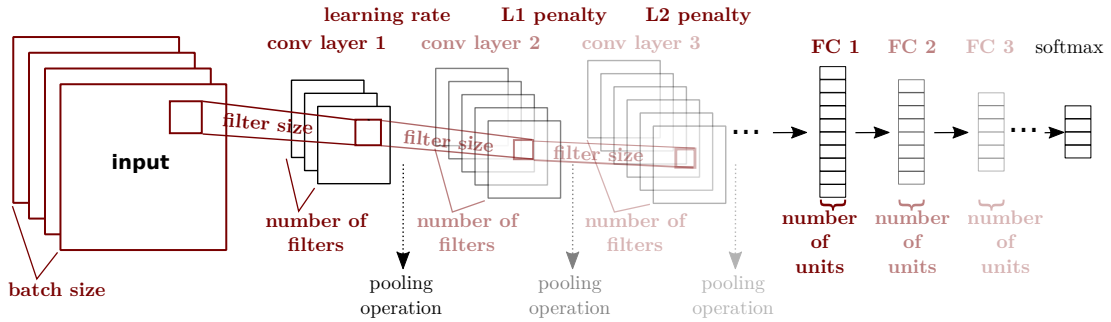 learning rate
L1 penalty
L2 penalty
conv layer 1
conv layer 2
conv layer 3
FC 1
FC 2
FC 3
softmax
input
filter size
filter size
filter size
...
...
number of
filters
number of
filters
number of
filters
number
of
units
number
of
units
number
of
units
batch size
pooling
operation
pooling
operation
pooling
operation